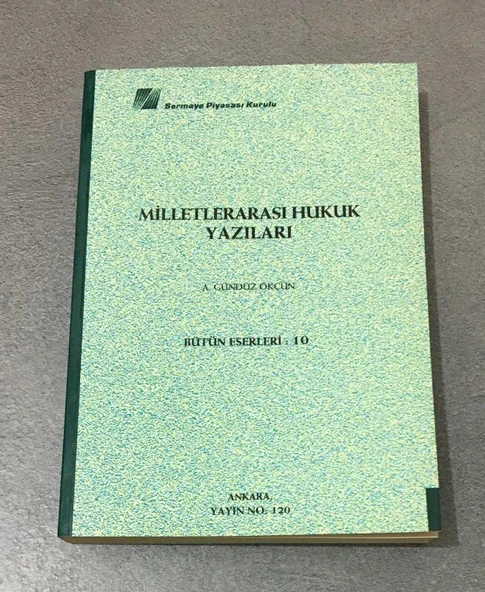 Sermaye Piyasası Kurulu
MİLLETLERARASI HUKUK
YAZILARI
A. GÜNDÜZ ÖKÇÜN
BÜTÜN ESERLERİ : 10
ANKARA,
YAYIN NO: 120